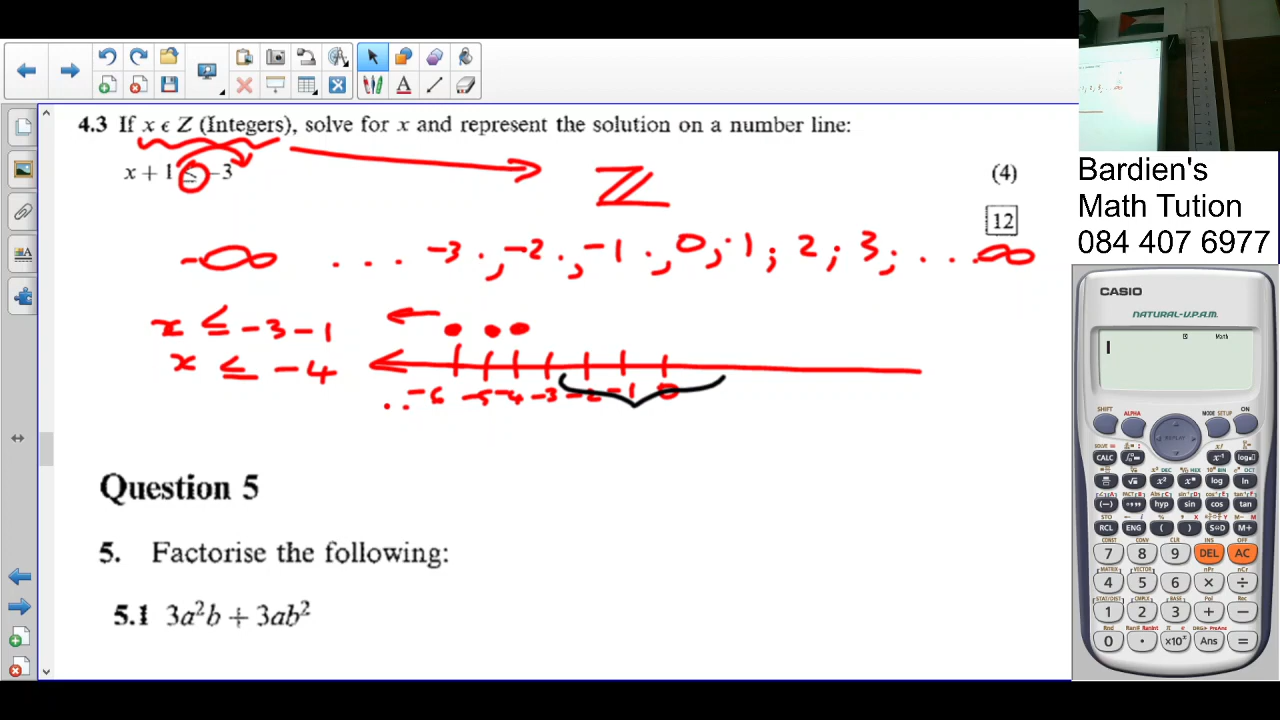 4.3 If x ϵ Z (Integers), solve for x and represent the solution on a number line:
x + 1 ≤ −3 (4)
ℤ
12
-∞ ... -3 ; -2 ; -1 ; 0 ; 1 ; 2 ; 3 ; ... ∞
x ≤ -3 -1
x ≤ -4
.. -6 -5 -4 -3 -2 -1 0
Question 5
5. Factorise the following:
5.1 3a²b + 3ab²
Bardien's
Math Tution
084 407 6977
CASIO
NATURAL-V.P.A.M.
Math
SHIFT ALPHA REPLAY MODE SETUP ON
CALC x² log
hyp sin cos tan
RCL ENG ( ) S⇔D M+
7 8 9 DEL AC
4 5 6 × ÷
1 2 3 + −
0 . ×10ˣ Ans =